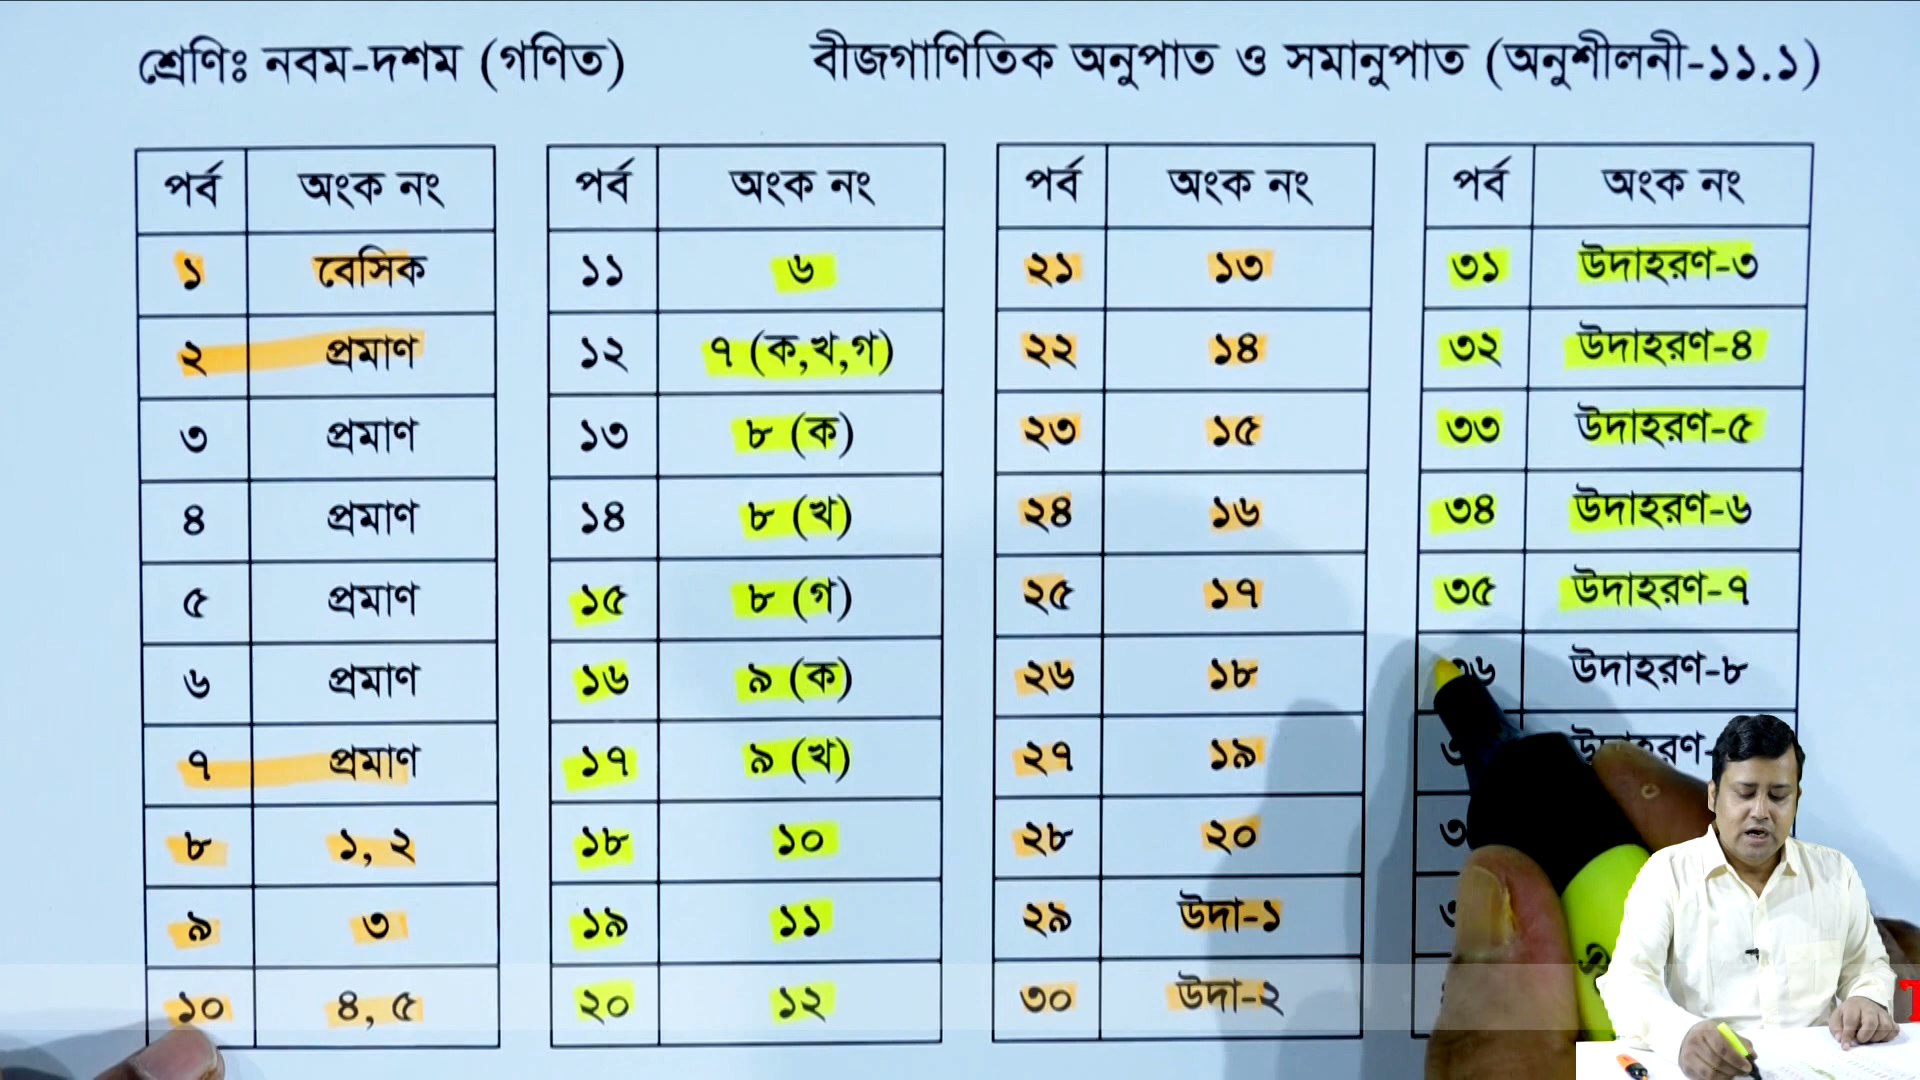 শ্রেণিঃ নবম-দশম (গণিত) বীজগাণিতিক অনুপাত ও সমানুপাত (অনুশীলনী-১১.১)
পর্ব অংক নং
১ বেসিক
২ প্রমাণ
৩ প্রমাণ
৪ প্রমাণ
৫ প্রমাণ
৬ প্রমাণ
৭ প্রমাণ
৮ ১, ২
৯ ৩
১০ ৪, ৫
পর্ব অংক নং
১১ ৬
১২ ৭ (ক,খ,গ)
১৩ ৮ (ক)
১৪ ৮ (খ)
১৫ ৮ (গ)
১৬ ৯ (ক)
১৭ ৯ (খ)
১৮ ১০
১৯ ১১
২০ ১২
পর্ব অংক নং
২১ ১৩
২২ ১৪
২৩ ১৫
২৪ ১৬
২৫ ১৭
২৬ ১৮
২৭ ১৯
২৮ ২০
২৯ উদা-১
৩০ উদা-২
পর্ব অংক নং
৩১ উদাহরণ-৩
৩২ উদাহরণ-৪
৩৩ উদাহরণ-৫
৩৪ উদাহরণ-৬
৩৫ উদাহরণ-৭
৩৬ উদাহরণ-৮